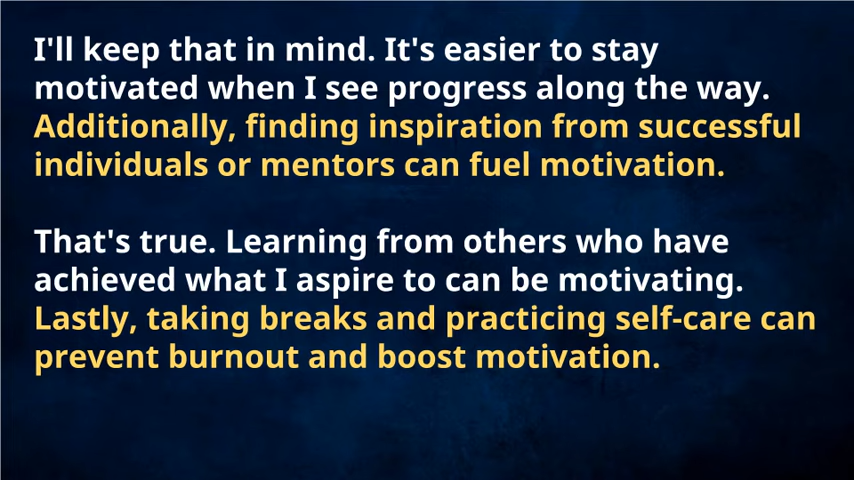 I'll keep that in mind. It's easier to stay
motivated when I see progress along the way.
Additionally, finding inspiration from successful
individuals or mentors can fuel motivation.
That's true. Learning from others who have
achieved what I aspire to can be motivating.
Lastly, taking breaks and practicing self-care can
prevent burnout and boost motivation.